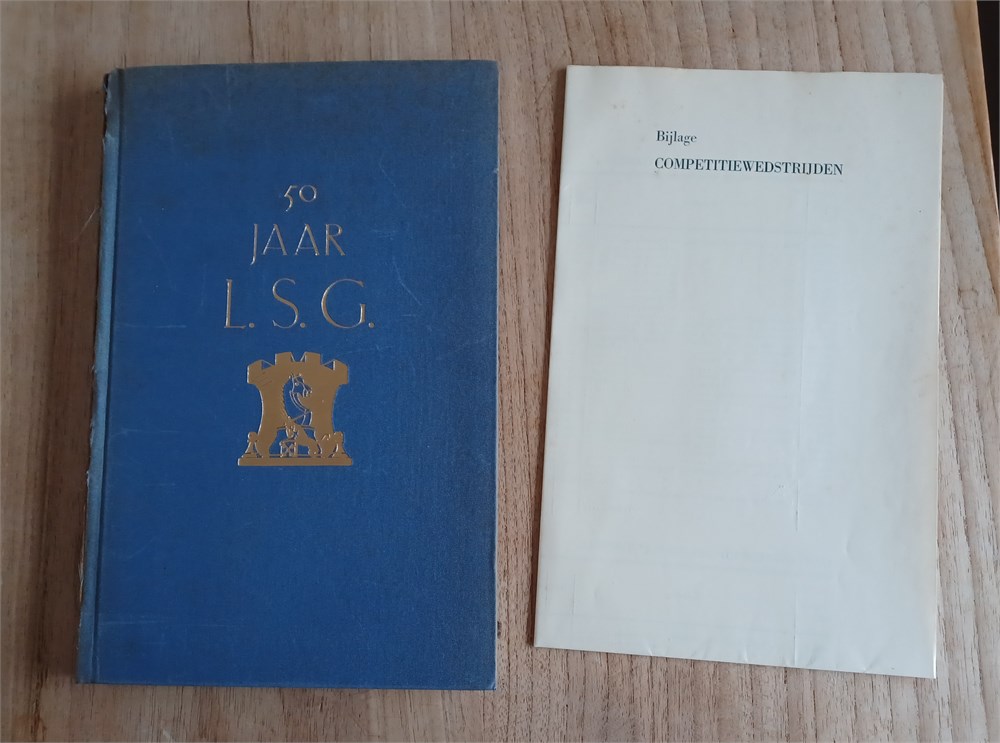 50
JAAR
L. S. G.
Bijlage
COMPETITIEWEDSTRIJDEN